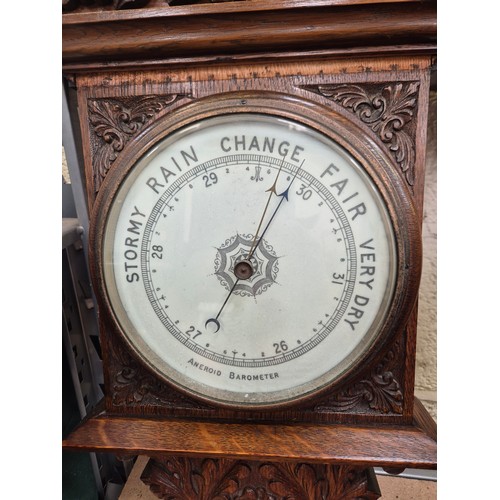 STORMY RAIN CHANGE FAIR VERY DRY
26 27 28 29 30 31
ANEROID BAROMETER